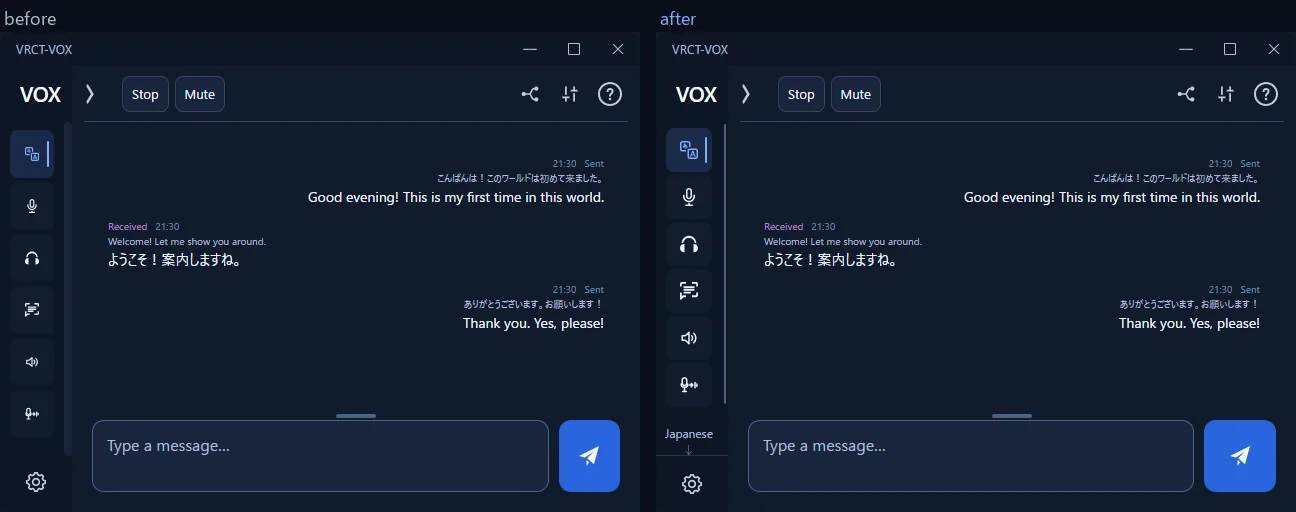 before
VRCT-VOX
VOX
Stop
Mute
21:30 Sent
こんばんは！このワールドは初めて来ました。
Good evening! This is my first time in this world.
Received 21:30
Welcome! Let me show you around.
ようこそ！案内しますね。
21:30 Sent
ありがとうございます。お願いします！
Thank you. Yes, please!
Type a message...
after
VRCT-VOX
VOX
Stop
Mute
21:30 Sent
こんばんは！このワールドは初めて来ました。
Good evening! This is my first time in this world.
Received 21:30
Welcome! Let me show you around.
ようこそ！案内しますね。
21:30 Sent
ありがとうございます。お願いします！
Thank you. Yes, please!
Japanese
↓
Type a message...